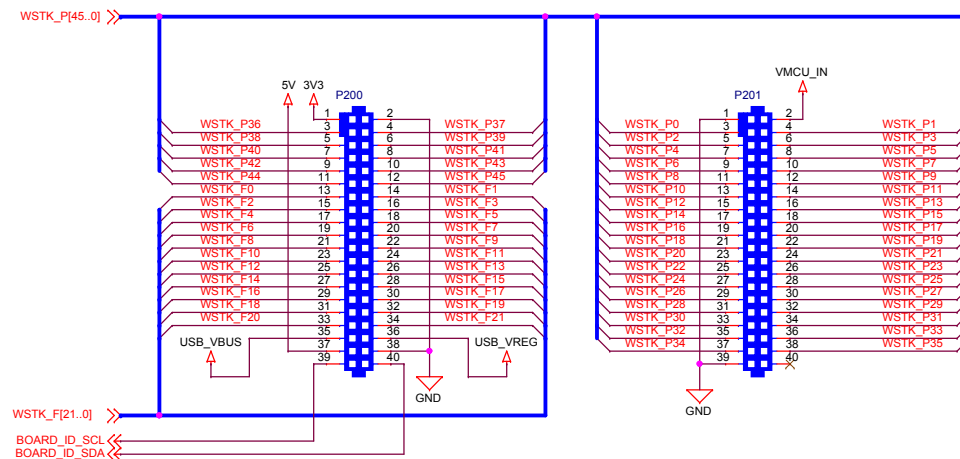 WSTK_P[45..0]
5V 3V3 P200 VMCU_IN P201
1 2 1 2
WSTK_P36 3 4 WSTK_P37 WSTK_P0 3 4 WSTK_P1
WSTK_P38 5 6 WSTK_P39 WSTK_P2 5 6 WSTK_P3
WSTK_P40 7 8 WSTK_P41 WSTK_P4 7 8 WSTK_P5
WSTK_P42 9 10 WSTK_P43 WSTK_P6 9 10 WSTK_P7
WSTK_P44 11 12 WSTK_P45 WSTK_P8 11 12 WSTK_P9
WSTK_F0 13 14 WSTK_F1 WSTK_P10 13 14 WSTK_P11
WSTK_F2 15 16 WSTK_F3 WSTK_P12 15 16 WSTK_P13
WSTK_F4 17 18 WSTK_F5 WSTK_P14 17 18 WSTK_P15
WSTK_F6 19 20 WSTK_F7 WSTK_P16 19 20 WSTK_P17
WSTK_F8 21 22 WSTK_F9 WSTK_P18 21 22 WSTK_P19
WSTK_F10 23 24 WSTK_F11 WSTK_P20 23 24 WSTK_P21
WSTK_F12 25 26 WSTK_F13 WSTK_P22 25 26 WSTK_P23
WSTK_F14 27 28 WSTK_F15 WSTK_P24 27 28 WSTK_P25
WSTK_F16 29 30 WSTK_F17 WSTK_P26 29 30 WSTK_P27
WSTK_F18 31 32 WSTK_F19 WSTK_P28 31 32 WSTK_P29
WSTK_F20 33 34 WSTK_F21 WSTK_P30 33 34 WSTK_P31
35 36 WSTK_P32 35 36 WSTK_P33
USB_VBUS 37 38 USB_VREG WSTK_P34 37 38 WSTK_P35
39 40 39 40
GND GND
WSTK_F[21..0]
BOARD_ID_SCL
BOARD_ID_SDA